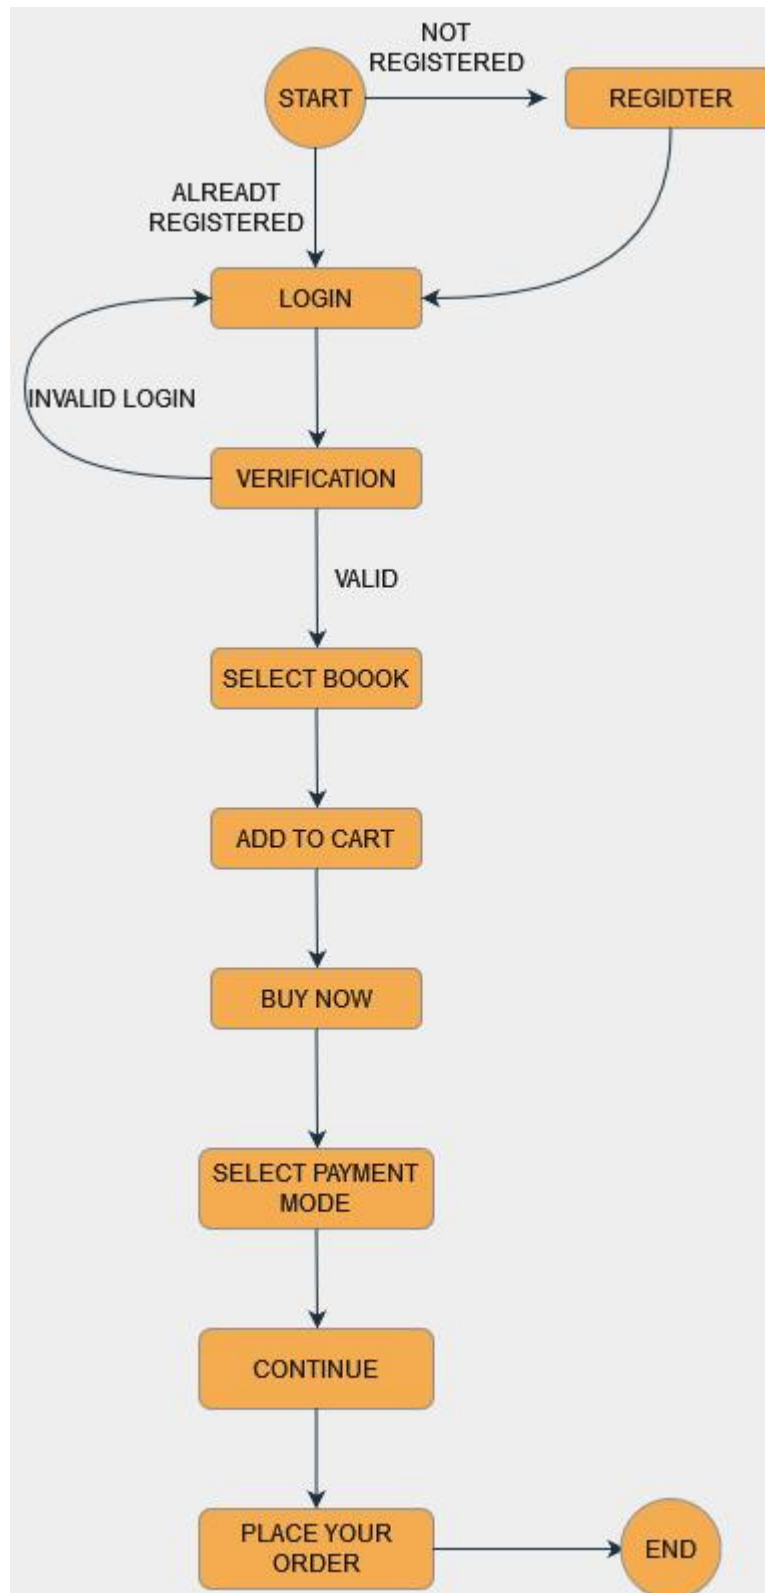 NOT
REGISTERED
START
REGIDTER
ALREADT
REGISTERED
LOGIN
INVALID LOGIN
VERIFICATION
VALID
SELECT BOOOK
ADD TO CART
BUY NOW
SELECT PAYMENT
MODE
CONTINUE
PLACE YOUR
ORDER
END